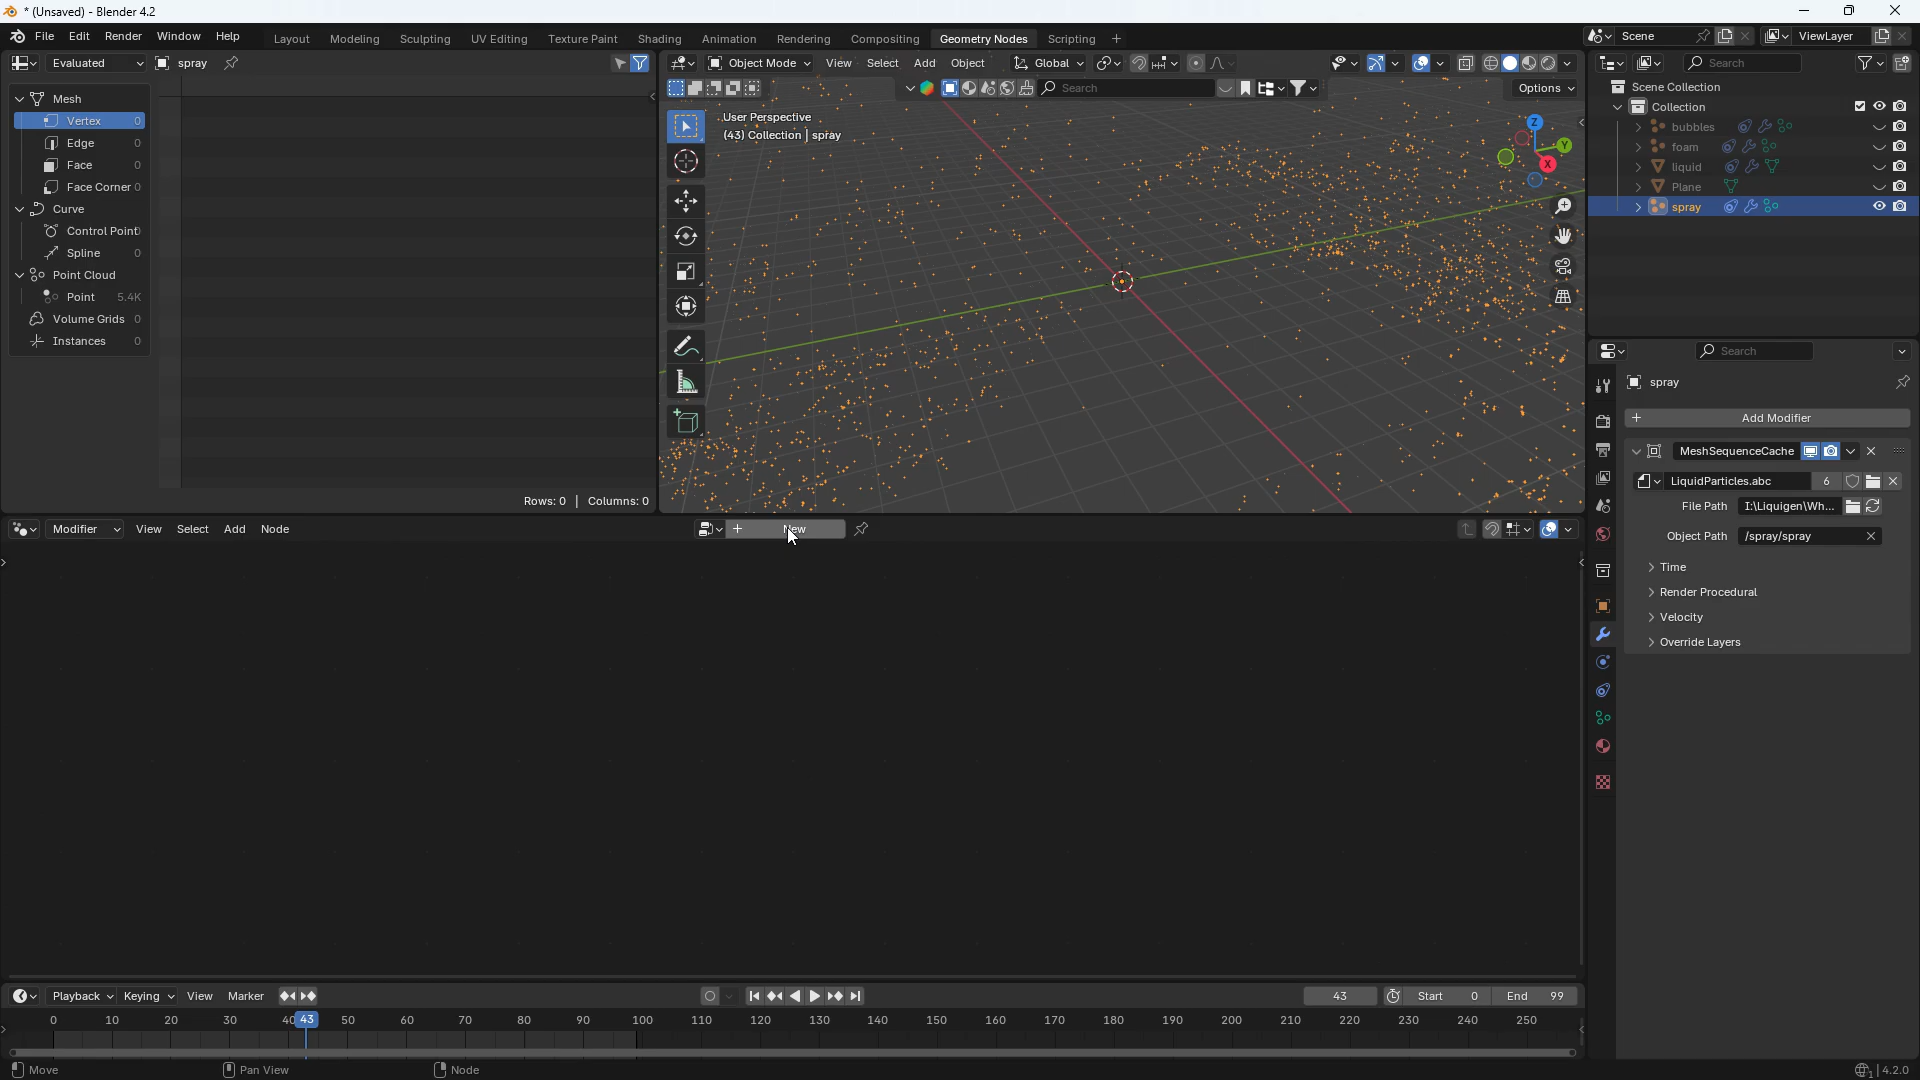 * (Unsaved) - Blender 4.2
File Edit Render Window Help Layout Modeling Sculpting UV Editing Texture Paint Shading Animation Rendering Compositing Geometry Nodes Scripting + Scene ViewLayer
Evaluated spray
Object Mode View Select Add Object Global
Search
Search
Options
Mesh
Vertex 0
Edge 0
Face 0
Face Corner 0
Curve
Control Point
Spline 0
Point Cloud
Point 5.4K
Volume Grids 0
Instances 0
Rows: 0 | Columns: 0
User Perspective
(43) Collection | spray
Z
Y
X
Scene Collection
Collection
bubbles
foam
liquid
Plane
spray
Search
spray
+ Add Modifier
MeshSequenceCache
LiquidParticles.abc 6
File Path I:\Liquigen\Wh...
Object Path /spray/spray
Time
Render Procedural
Velocity
Override Layers
Modifier View Select Add Node + New
Playback Keying View Marker 43 Start 0 End 99
0 10 20 30 40 43 50 60 70 80 90 100 110 120 130 140 150 160 170 180 190 200 210 220 230 240 250
Move Pan View Node 4.2.0